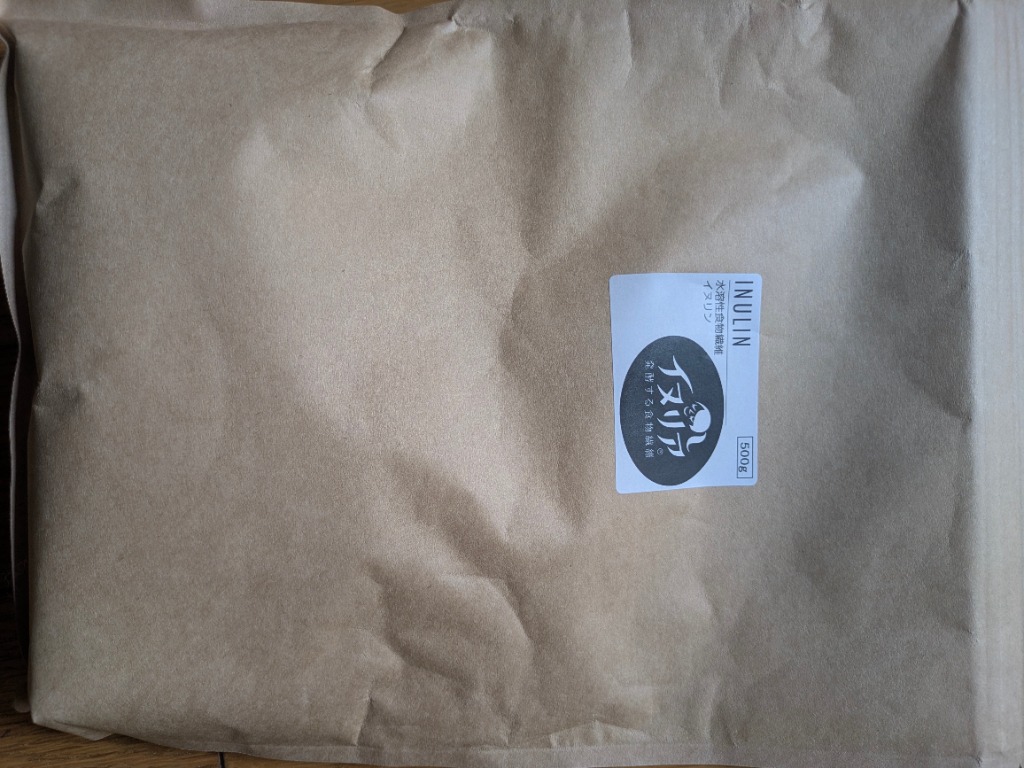 INULIN
水溶性食物繊維
イヌリン
500g
イヌリア®
発酵する食物繊維